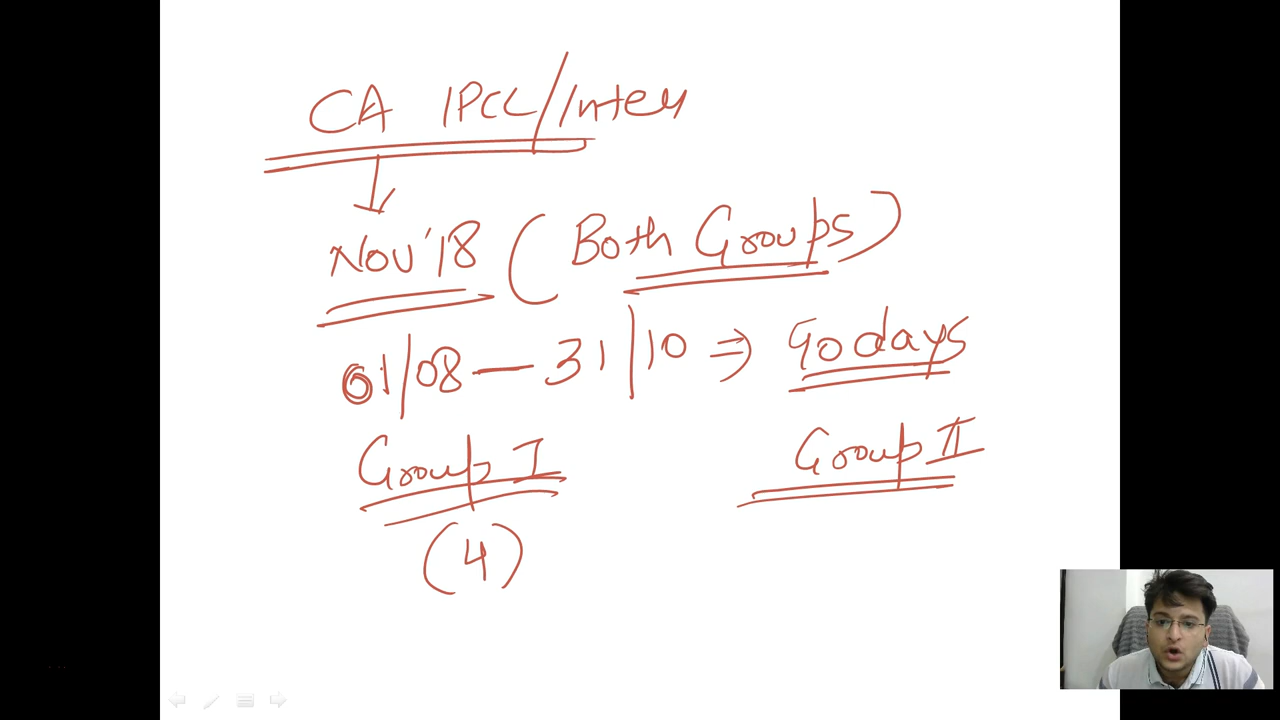 CA IPCC/Inter
Nov'18 (Both Groups)
01/08 — 31/10 ⇒ 90 days
Group I
Group II
(4)